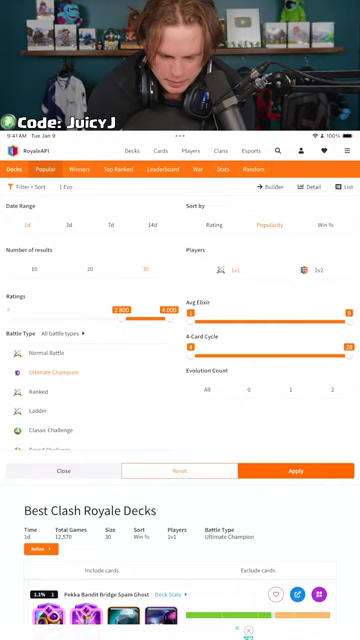 Code: JuicyJ
9:41 AM Tue Jan 9
100%
RoyaleAPI Decks Cards Players Clans Esports
Decks Popular Winners Top Ranked Leaderboard War Stats Random
Filter + Sort 1 Evo Builder Detail List
Date Range
1d 3d 7d 14d
Sort by
Rating Popularity Win %
Number of results
10 20 30
Players
1v1 2v2
Ratings
2,800 4,000
Battle Type All battle types
Normal Battle
Ultimate Champion
Ranked
Ladder
Classic Challenge
Grand Challenge
Avg Elixir
1 9
4-Card Cycle
4 28
Evolution Count
All 0 1 2
Close Reset Apply
Best Clash Royale Decks
Time Total Games Size Sort Players Battle Type
1d 12,570 30 Win % 1v1 Ultimate Champion
Refine
Include cards Exclude cards
1.1% 1 Pekka Bandit Bridge Spam Ghost Deck Stats